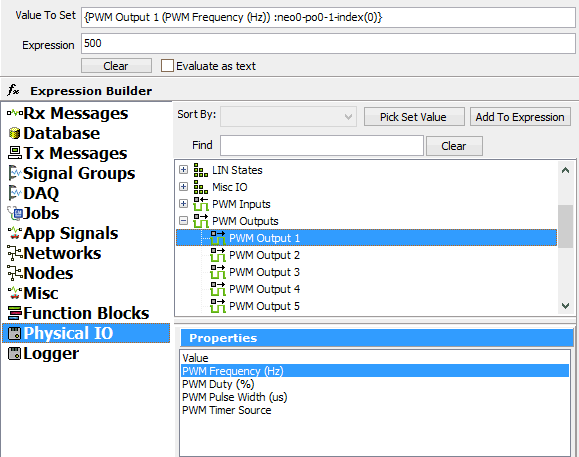 Value To Set {PWM Output 1 (PWM Frequency (Hz)) :neo0-po0-1-index(0)}
Expression 500
Clear Evaluate as text
fx Expression Builder
Rx Messages
Database
Tx Messages
Signal Groups
DAQ
Jobs
App Signals
Networks
Nodes
Misc
Function Blocks
Physical IO
Logger
Sort By: Pick Set Value Add To Expression
Find Clear
LIN States
Misc IO
PWM Inputs
PWM Outputs
PWM Output 1
PWM Output 2
PWM Output 3
PWM Output 4
PWM Output 5
Properties
Value
PWM Frequency (Hz)
PWM Duty (%)
PWM Pulse Width (us)
PWM Timer Source